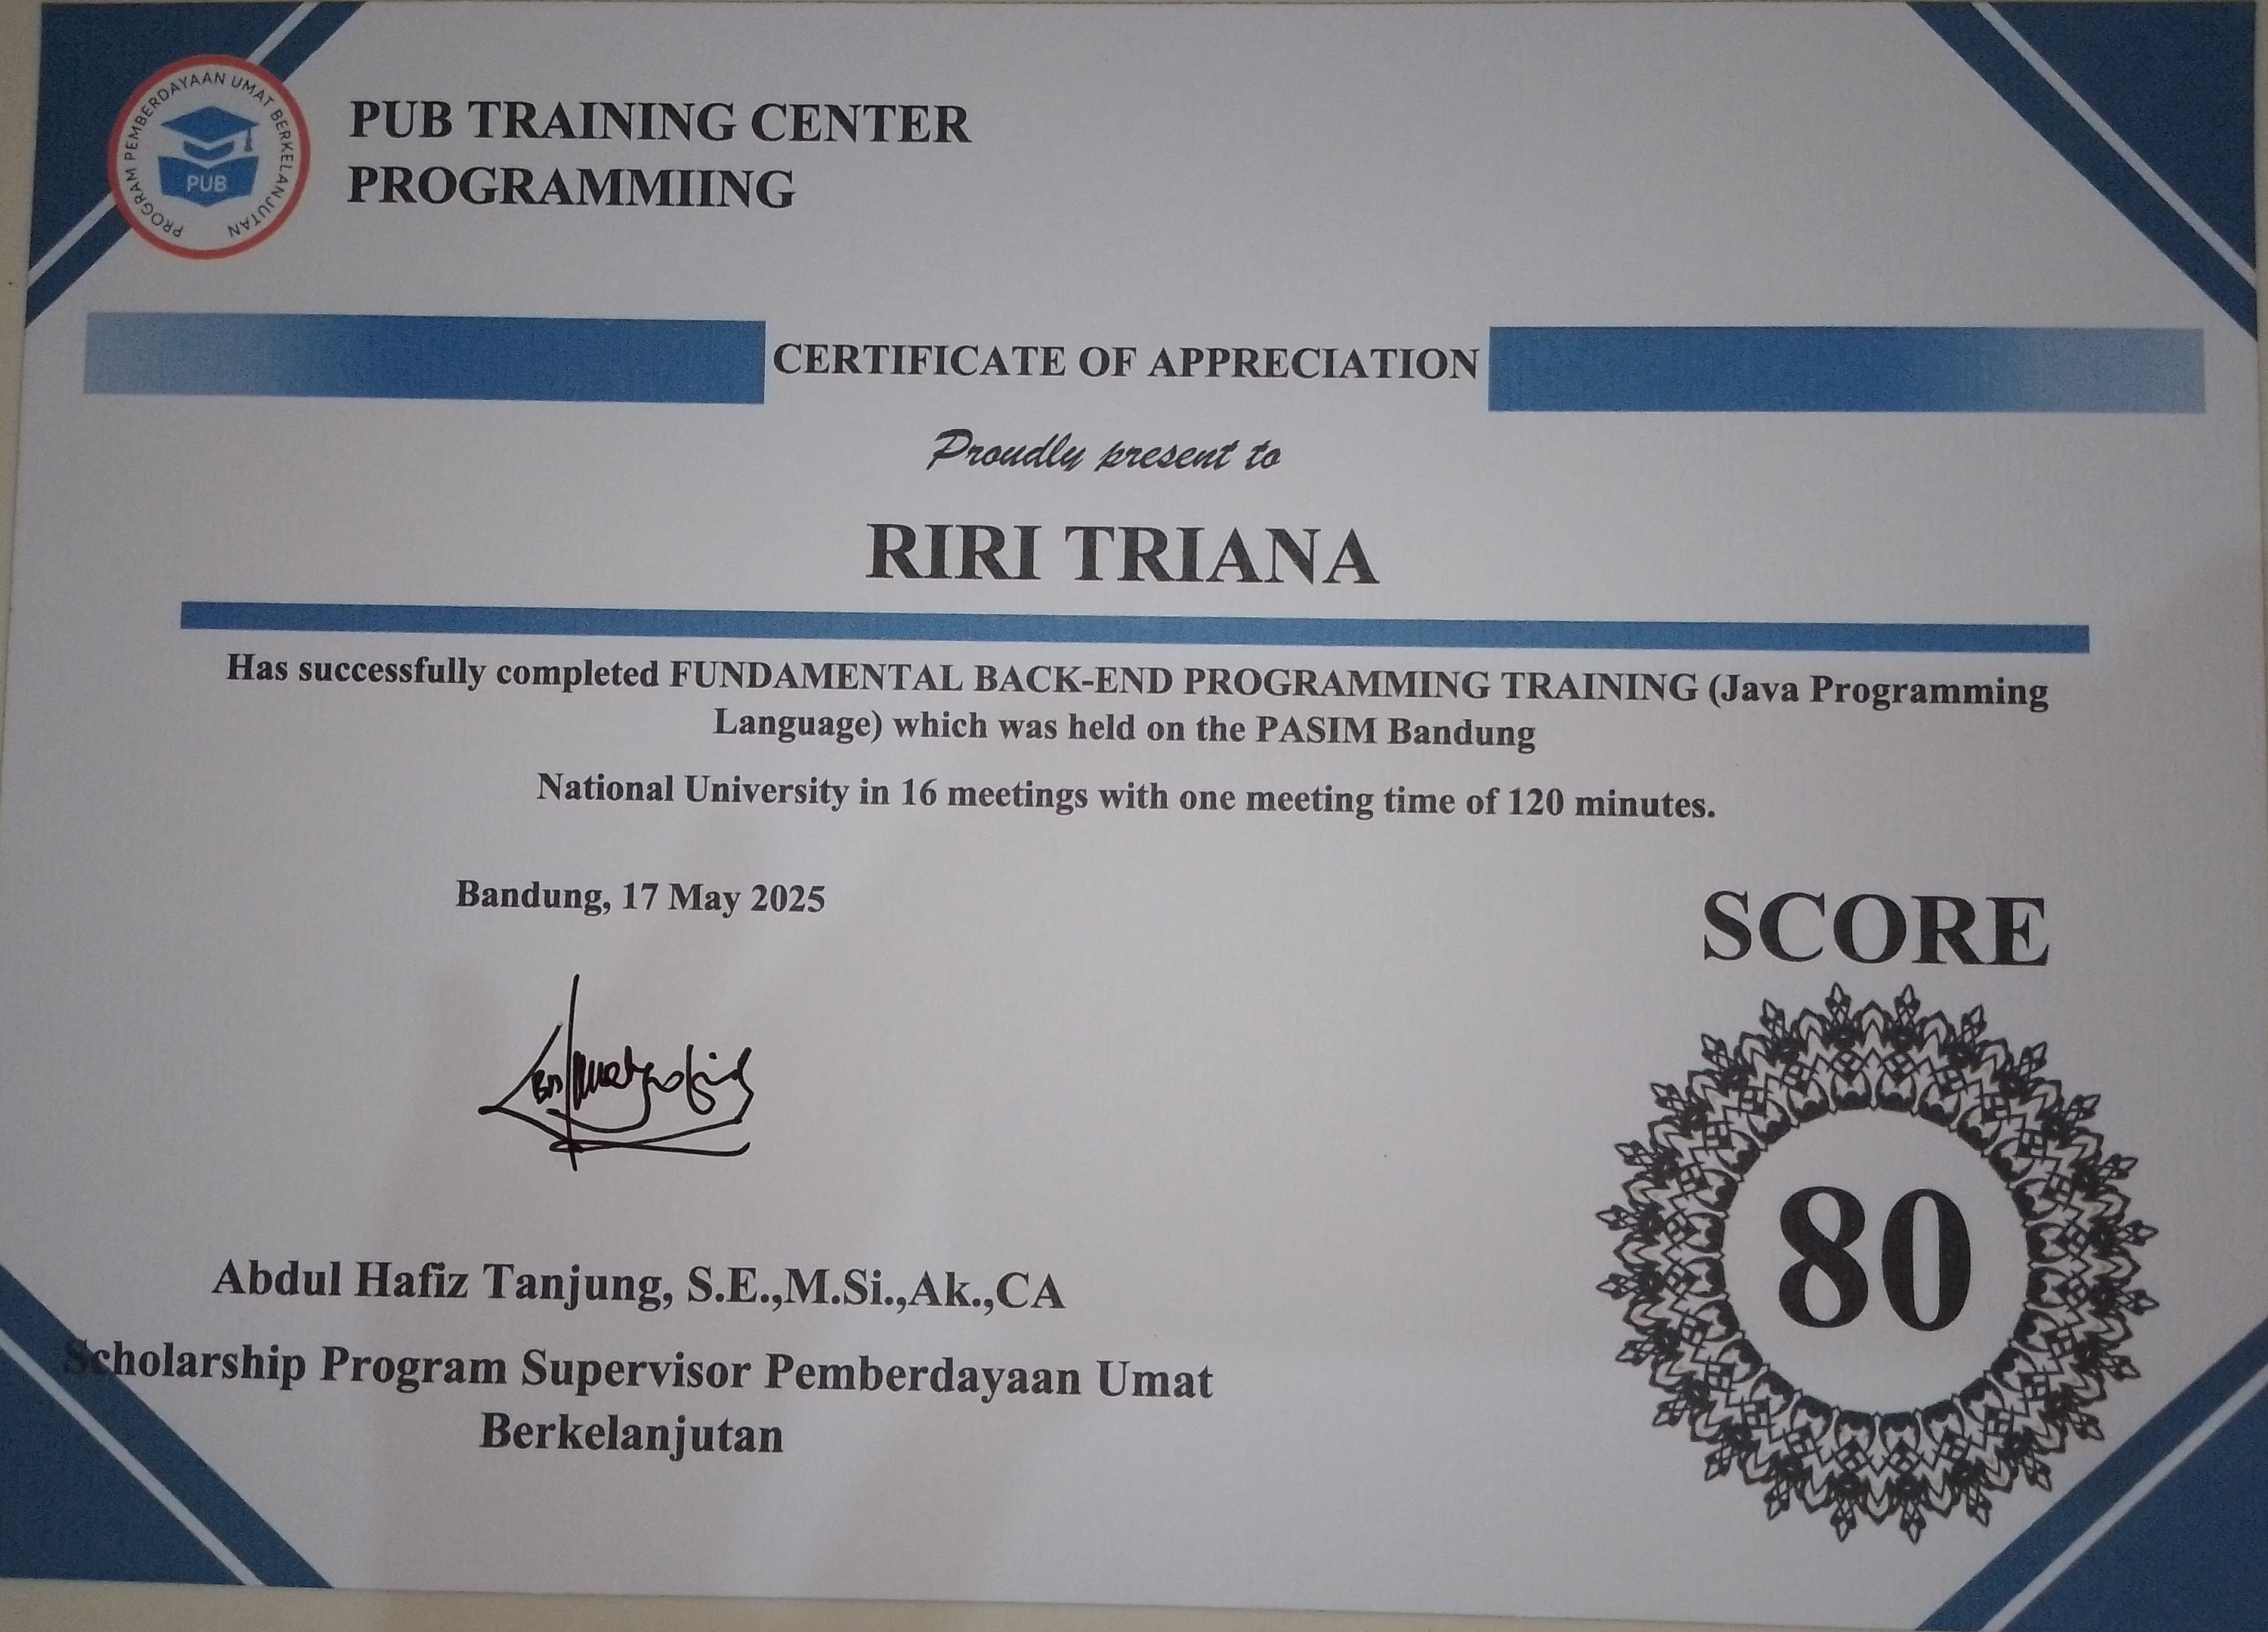 PROGRAM PEMBERDAYAAN UMAT BERKELANJUTAN
PUB
PUB TRAINING CENTER
PROGRAMMIING
CERTIFICATE OF APPRECIATION
Proudly present to
RIRI TRIANA
Has successfully completed FUNDAMENTAL BACK-END PROGRAMMING TRAINING (Java Programming
Language) which was held on the PASIM Bandung
National University in 16 meetings with one meeting time of 120 minutes.
Bandung, 17 May 2025
SCORE
80
Abdul Hafiz Tanjung, S.E.,M.Si.,Ak.,CA
Scholarship Program Supervisor Pemberdayaan Umat
Berkelanjutan